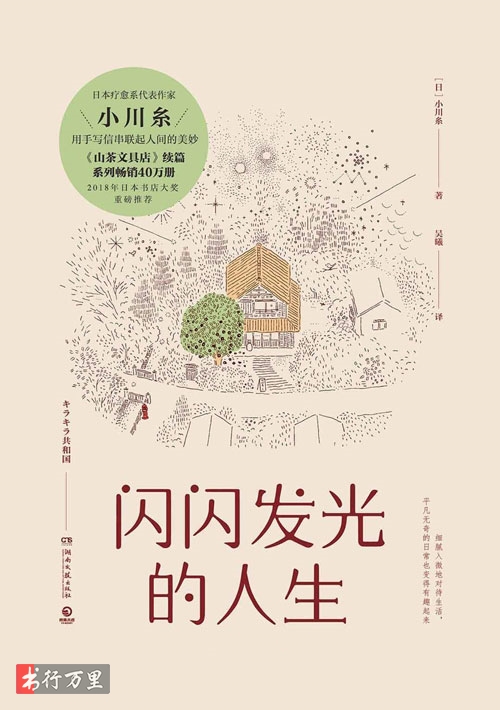 日本疗愈系代表作家
小川糸
用手写信串联起人间的美妙
《山茶文具店》续篇
系列畅销40万册
2018年日本书店大奖
重磅推荐
[日]小川糸 著
吴曦 译
キラキラ共和国
闪闪发光
的人生
细腻入微地对待生活，
平凡无奇的日常也变得有趣起来
湖南文艺出版社
博集天卷
书行万里